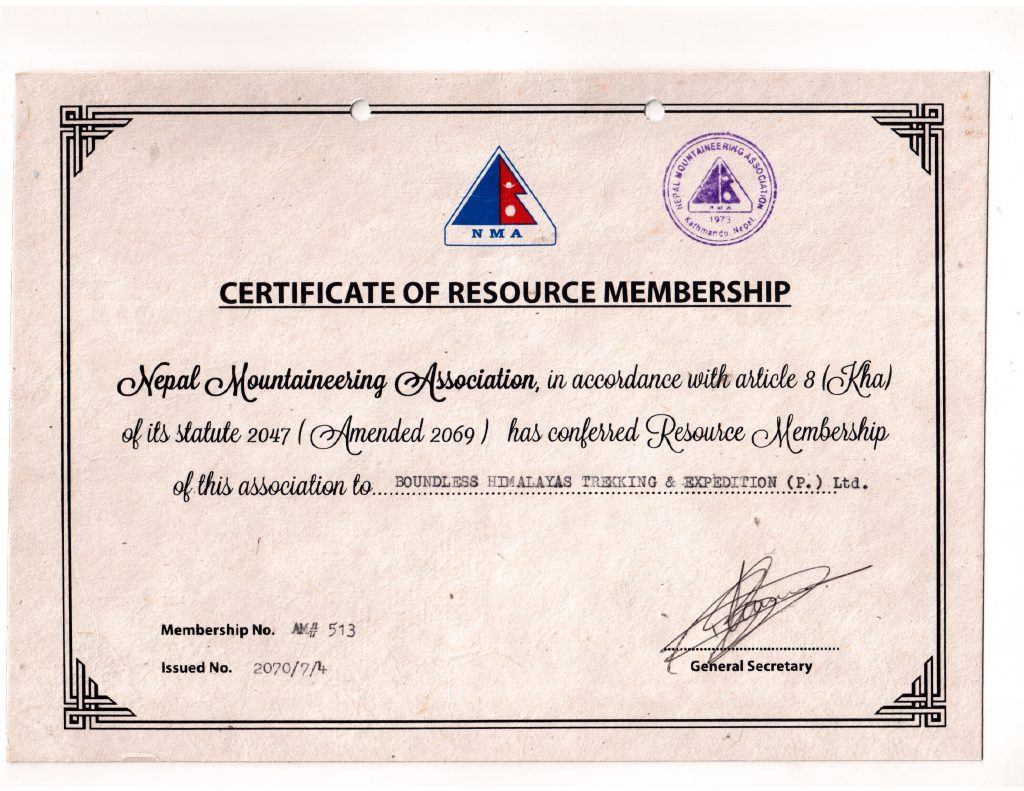 NMA
NEPAL MOUNTAINEERING ASSOCIATION
NMA
1973
Kathmandu, Nepal.
CERTIFICATE OF RESOURCE MEMBERSHIP
Nepal Mountaineering Association, in accordance with article 8 (Kha)
of its statute 2047 ( Amended 2069 ) has conferred Resource Membership
of this association to BOUNDLESS HIMALAYAS TREKKING & EXPEDITION (P.) Ltd.
Membership No. AM# 513
Issued No. 2070/7/4
General Secretary